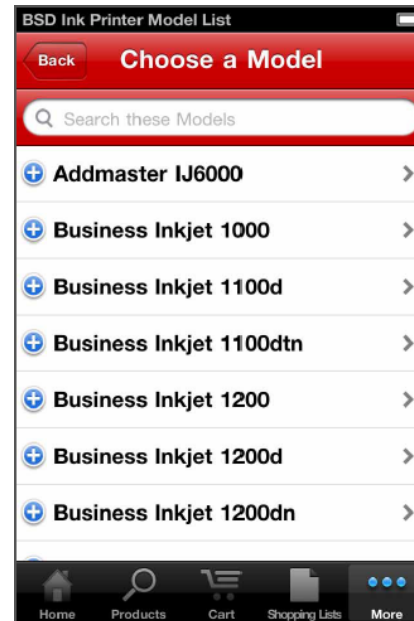 BSD Ink Printer Model List
Back Choose a Model
Search these Models
Addmaster IJ6000
Business Inkjet 1000
Business Inkjet 1100d
Business Inkjet 1100dtn
Business Inkjet 1200
Business Inkjet 1200d
Business Inkjet 1200dn
Home Products Cart Shopping Lists More